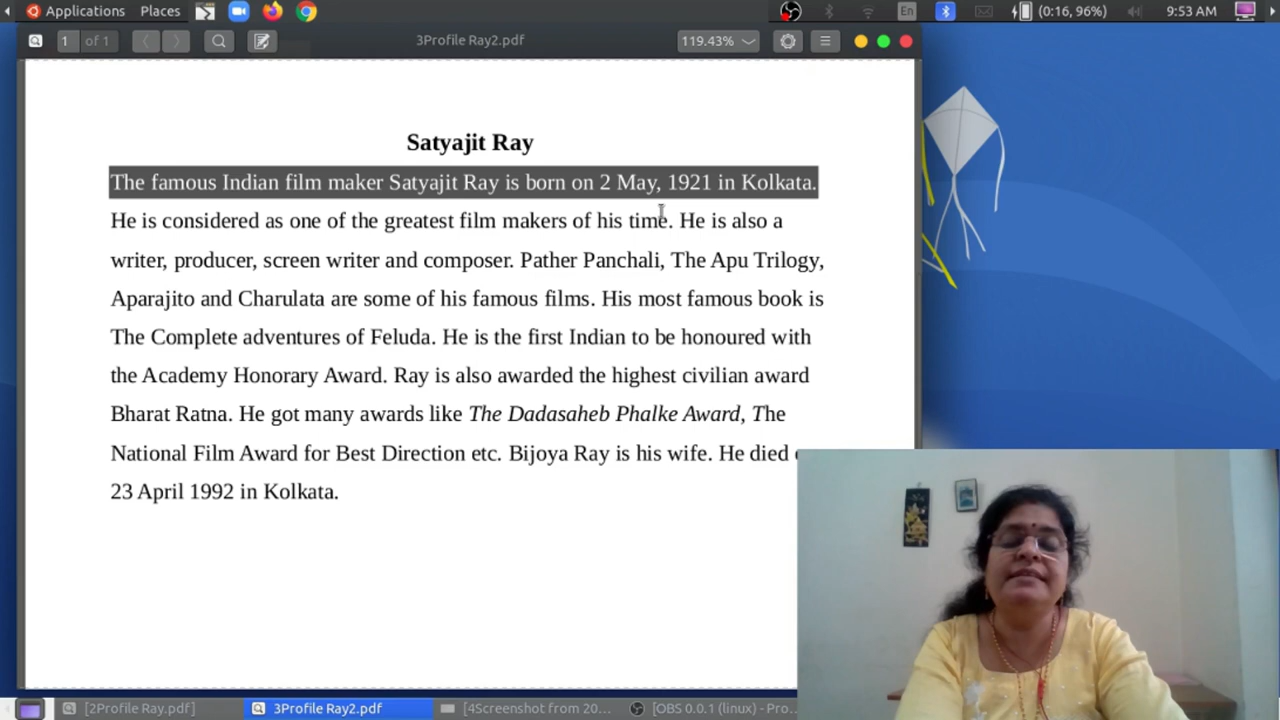 Applications Places En (0:16, 96%) 9:53 AM
1 of 1 3Profile Ray2.pdf 119.43%
Satyajit Ray
The famous Indian film maker Satyajit Ray is born on 2 May, 1921 in Kolkata.
He is considered as one of the greatest film makers of his time. He is also a
writer, producer, screen writer and composer. Pather Panchali, The Apu Trilogy,
Aparajito and Charulata are some of his famous films. His most famous book is
The Complete adventures of Feluda. He is the first Indian to be honoured with
the Academy Honorary Award. Ray is also awarded the highest civilian award
Bharat Ratna. He got many awards like The Dadasaheb Phalke Award, The
National Film Award for Best Direction etc. Bijoya Ray is his wife. He died
23 April 1992 in Kolkata.
[2Profile Ray.pdf] 3Profile Ray2.pdf [4Screenshot from 20... [OBS 0.0.1 (linux) - Pro...